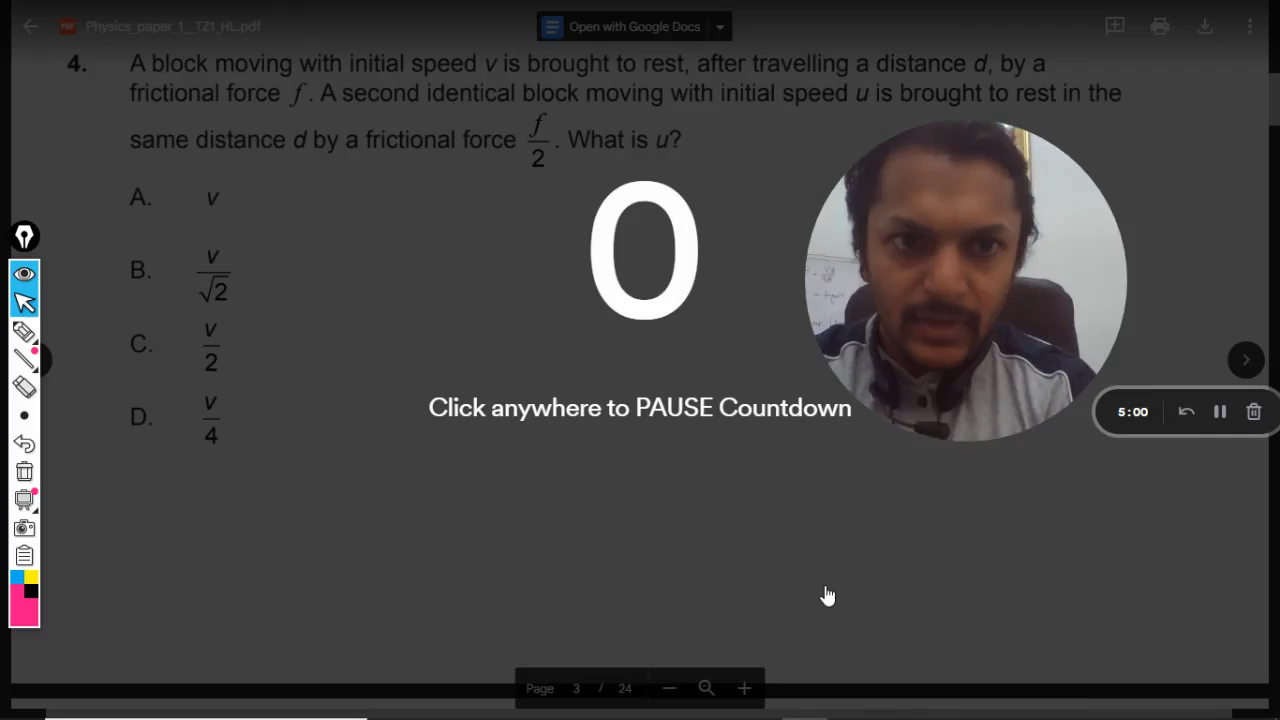 Physics_paper_1__TZ1_HL.pdf
Open with Google Docs
4. A block moving with initial speed v is brought to rest, after travelling a distance d, by a
frictional force f. A second identical block moving with initial speed u is brought to rest in the
same distance d by a frictional force f/2. What is u?
A. v
B. v/√2
C. v/2
D. v/4
0
Click anywhere to PAUSE Countdown
5:00
Page 3 / 24